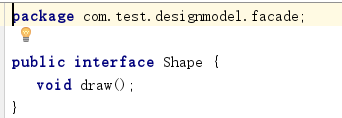 package com.test.designmodel.facade;
public interface Shape {
void draw();
}